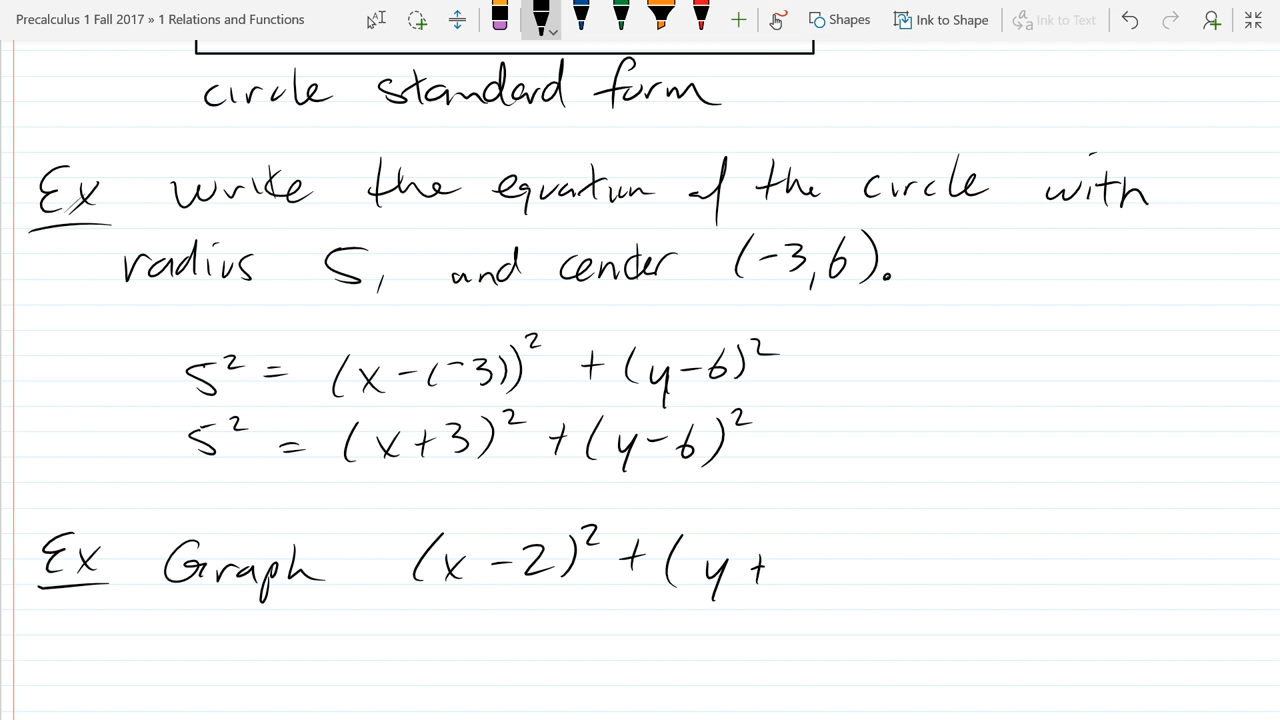 Precalculus 1 Fall 2017 » 1 Relations and Functions
Shapes
Ink to Shape
Ink to Text
circle standard form
Ex write the equation of the circle with
radius 5, and center (-3,6).
5² = (x-(-3))² + (y-6)²
5² = (x+3)² + (y-6)²
Ex Graph (x-2)² + (y+